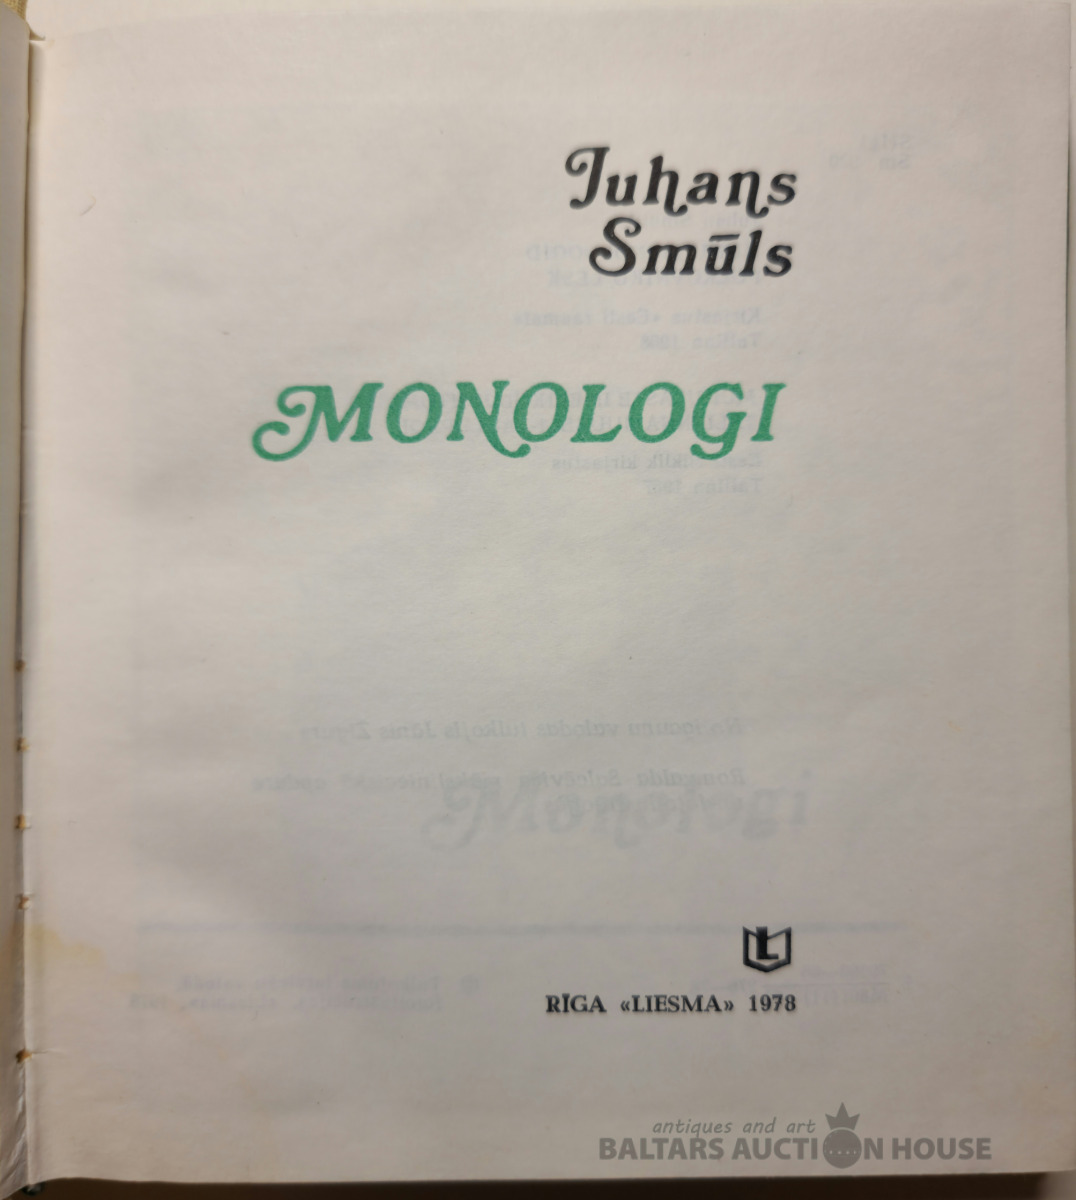 Juhans
Smūls
MONOLOGI
L
RĪGA «LIESMA» 1978
antiques and art
BALTARS AUCTION HOUSE